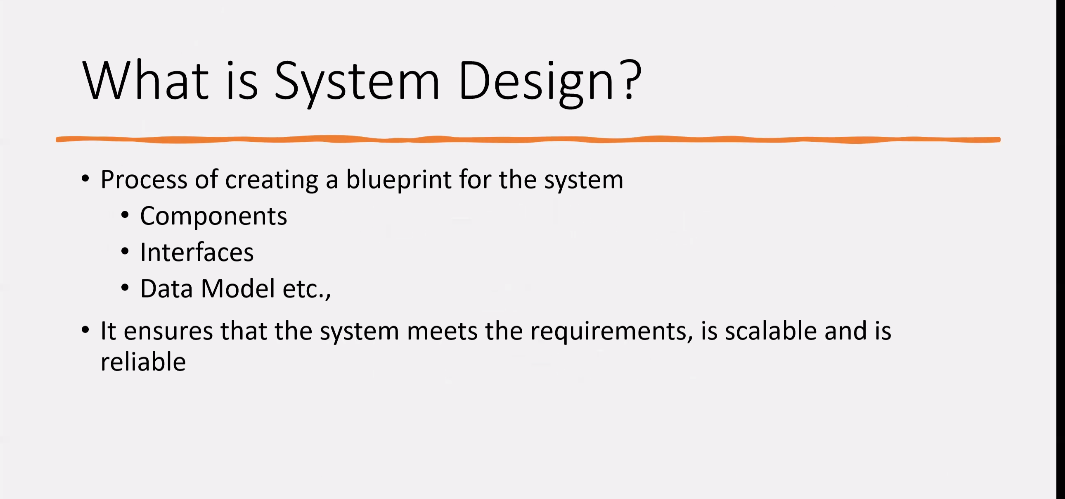 What is System Design?
• Process of creating a blueprint for the system
• Components
• Interfaces
• Data Model etc.,
• It ensures that the system meets the requirements, is scalable and is
reliable